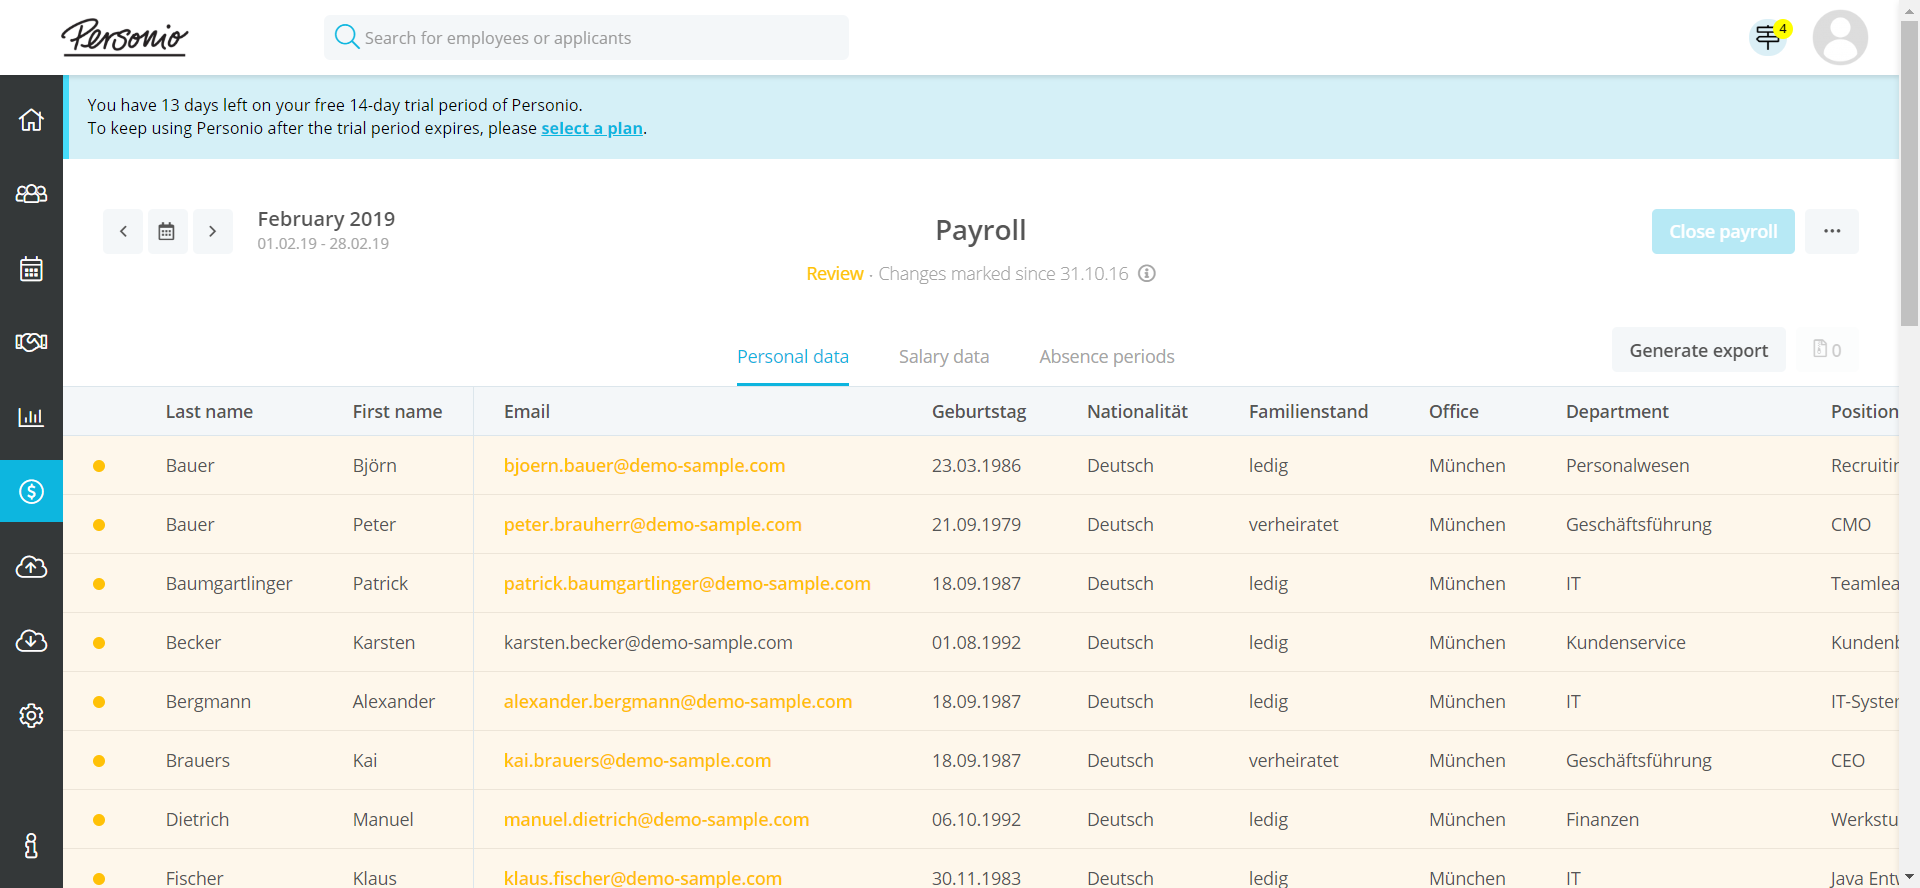 Personio
Search for employees or applicants
4
You have 13 days left on your free 14-day trial period of Personio.
To keep using Personio after the trial period expires, please select a plan.
February 2019
01.02.19 - 28.02.19
Payroll
Review · Changes marked since 31.10.16
Close payroll
Personal data Salary data Absence periods
Generate export 0
Last name First name Email Geburtstag Nationalität Familienstand Office Department Position
Bauer Björn bjoern.bauer@demo-sample.com 23.03.1986 Deutsch ledig München Personalwesen Recruitin
Bauer Peter peter.brauherr@demo-sample.com 21.09.1979 Deutsch verheiratet München Geschäftsführung CMO
Baumgartlinger Patrick patrick.baumgartlinger@demo-sample.com 18.09.1987 Deutsch ledig München IT Teamlea
Becker Karsten karsten.becker@demo-sample.com 01.08.1992 Deutsch ledig München Kundenservice Kundenb
Bergmann Alexander alexander.bergmann@demo-sample.com 18.09.1987 Deutsch ledig München IT IT-System
Brauers Kai kai.brauers@demo-sample.com 18.09.1987 Deutsch verheiratet München Geschäftsführung CEO
Dietrich Manuel manuel.dietrich@demo-sample.com 06.10.1992 Deutsch ledig München Finanzen Werkstu
Fischer Klaus klaus.fischer@demo-sample.com 30.11.1983 Deutsch ledig München IT Java Entw